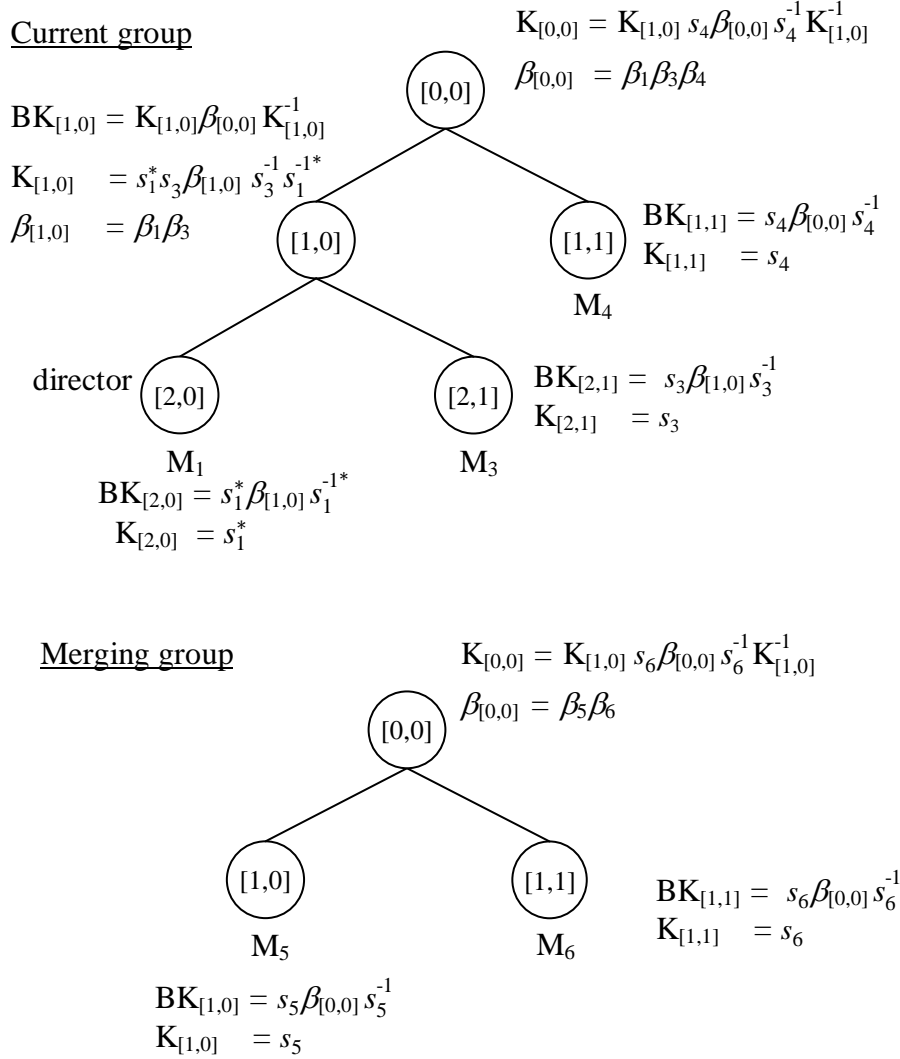 Current group
K[0,0] = K[1,0] s₄β[0,0] s₄⁻¹ K[1,0]⁻¹
β[0,0] = β₁β₃β₄
[0,0]
BK[1,0] = K[1,0]β[0,0] K[1,0]⁻¹
K[1,0] = s₁* s₃ β[1,0] s₃⁻¹ s₁⁻¹*
β[1,0] = β₁β₃
[1,0]
[1,1]
BK[1,1] = s₄β[0,0] s₄⁻¹
K[1,1] = s₄
M₄
director
[2,0]
[2,1]
BK[2,1] = s₃β[1,0] s₃⁻¹
K[2,1] = s₃
M₁
M₃
BK[2,0] = s₁* β[1,0] s₁⁻¹*
K[2,0] = s₁*
Merging group
K[0,0] = K[1,0] s₆β[0,0] s₆⁻¹ K[1,0]⁻¹
β[0,0] = β₅β₆
[0,0]
[1,0]
[1,1]
BK[1,1] = s₆β[0,0] s₆⁻¹
K[1,1] = s₆
M₅
M₆
BK[1,0] = s₅β[0,0] s₅⁻¹
K[1,0] = s₅